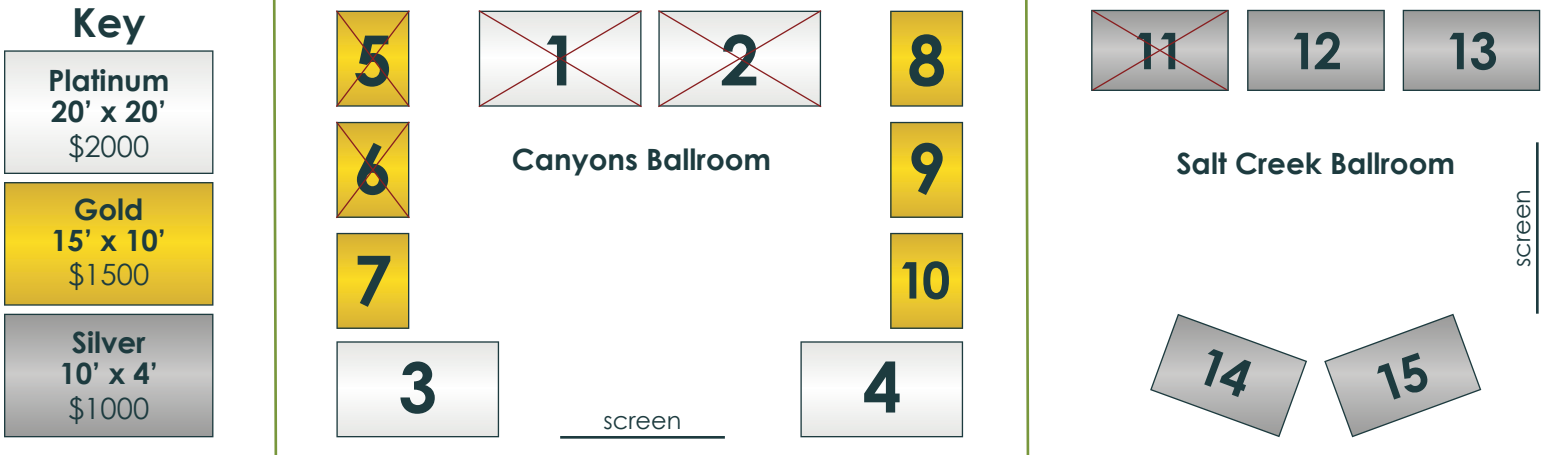 Key
Platinum
20’ x 20’
$2000
Gold
15’ x 10’
$1500
Silver
10’ x 4’
$1000
5
1
2
8
6
Canyons Ballroom
9
7
10
3
screen
4
11
12
13
Salt Creek Ballroom
screen
14
15